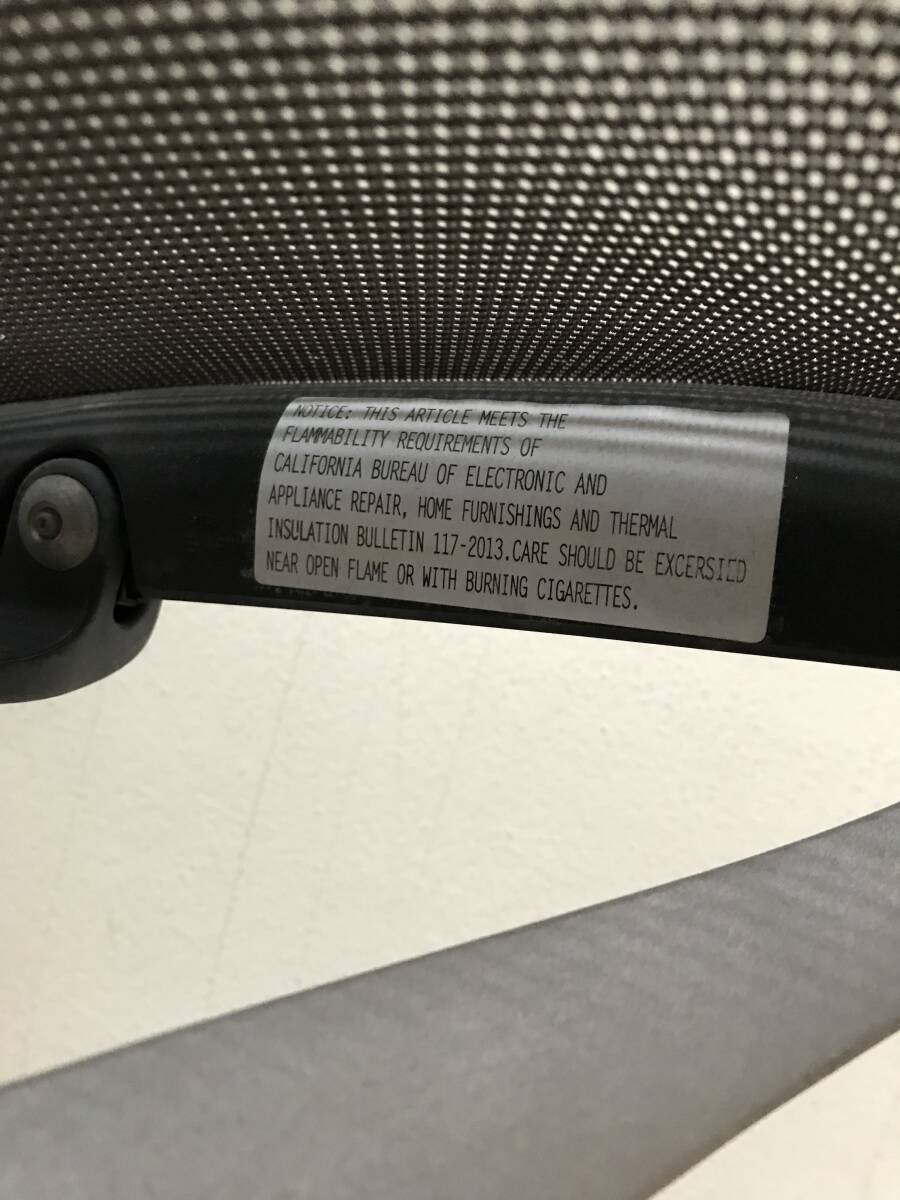 NOTICE: THIS ARTICLE MEETS THE
FLAMMABILITY REQUIREMENTS OF
CALIFORNIA BUREAU OF ELECTRONIC AND
APPLIANCE REPAIR, HOME FURNISHINGS AND THERMAL
INSULATION BULLETIN 117-2013.CARE SHOULD BE EXCERSIED
NEAR OPEN FLAME OR WITH BURNING CIGARETTES.